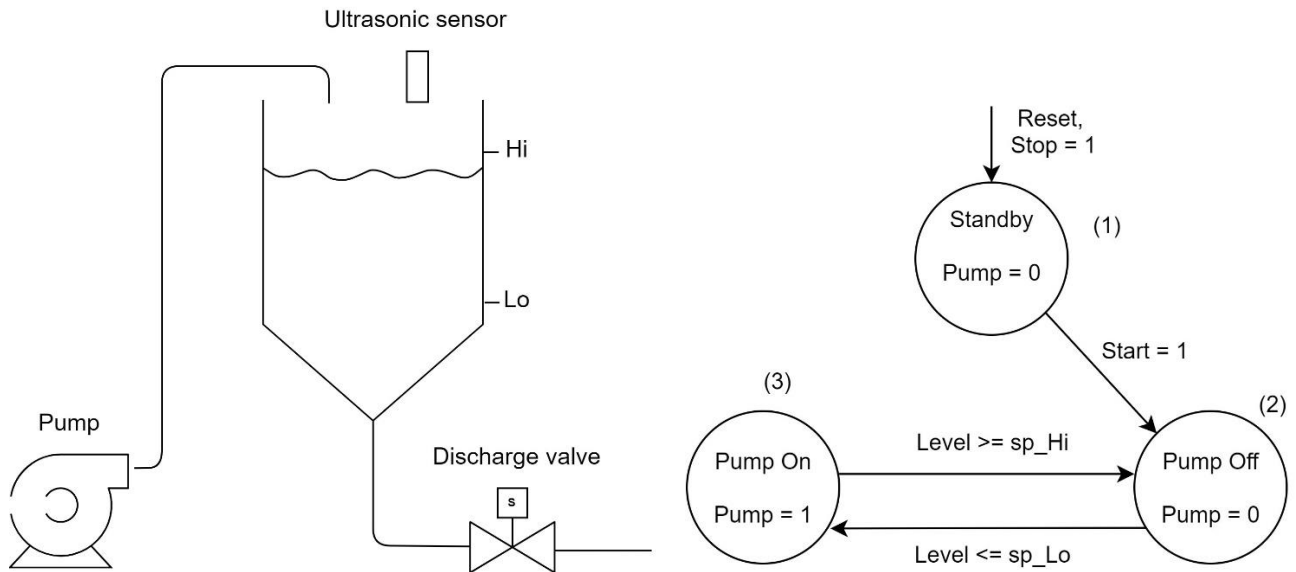 Ultrasonic sensor
Hi
Lo
Pump
Discharge valve
S
Reset,
Stop = 1
Standby
Pump = 0
(1)
Start = 1
(3)
(2)
Pump On
Pump = 1
Level >= sp_Hi
Level <= sp_Lo
Pump Off
Pump = 0